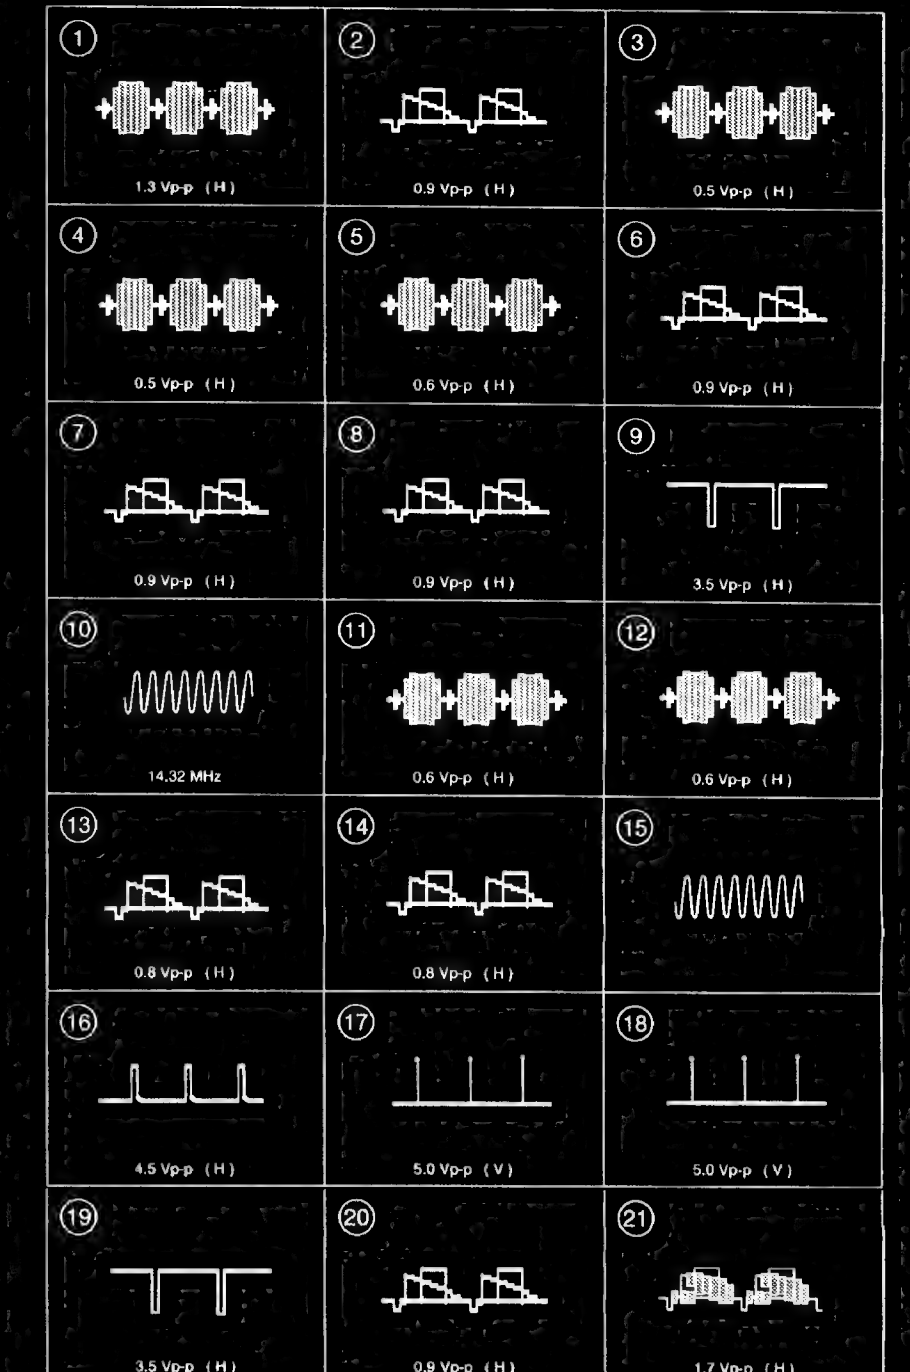 ① ② ③
1.3 Vp-p (H) 0.9 Vp-p (H) 0.5 Vp-p (H)
④ ⑤ ⑥
0.5 Vp-p (H) 0.6 Vp-p (H) 0.9 Vp-p (H)
⑦ ⑧ ⑨
0.9 Vp-p (H) 0.9 Vp-p (H) 3.5 Vp-p (H)
⑩ ⑪ ⑫
14.32 MHz 0.6 Vp-p (H) 0.6 Vp-p (H)
⑬ ⑭ ⑮
0.8 Vp-p (H) 0.8 Vp-p (H)
⑯ ⑰ ⑱
4.5 Vp-p (H) 5.0 Vp-p (V) 5.0 Vp-p (V)
⑲ ⑳ ㉑
3.5 Vp-p (H) 0.9 Vp-p (H) 1.7 Vp-p (H)